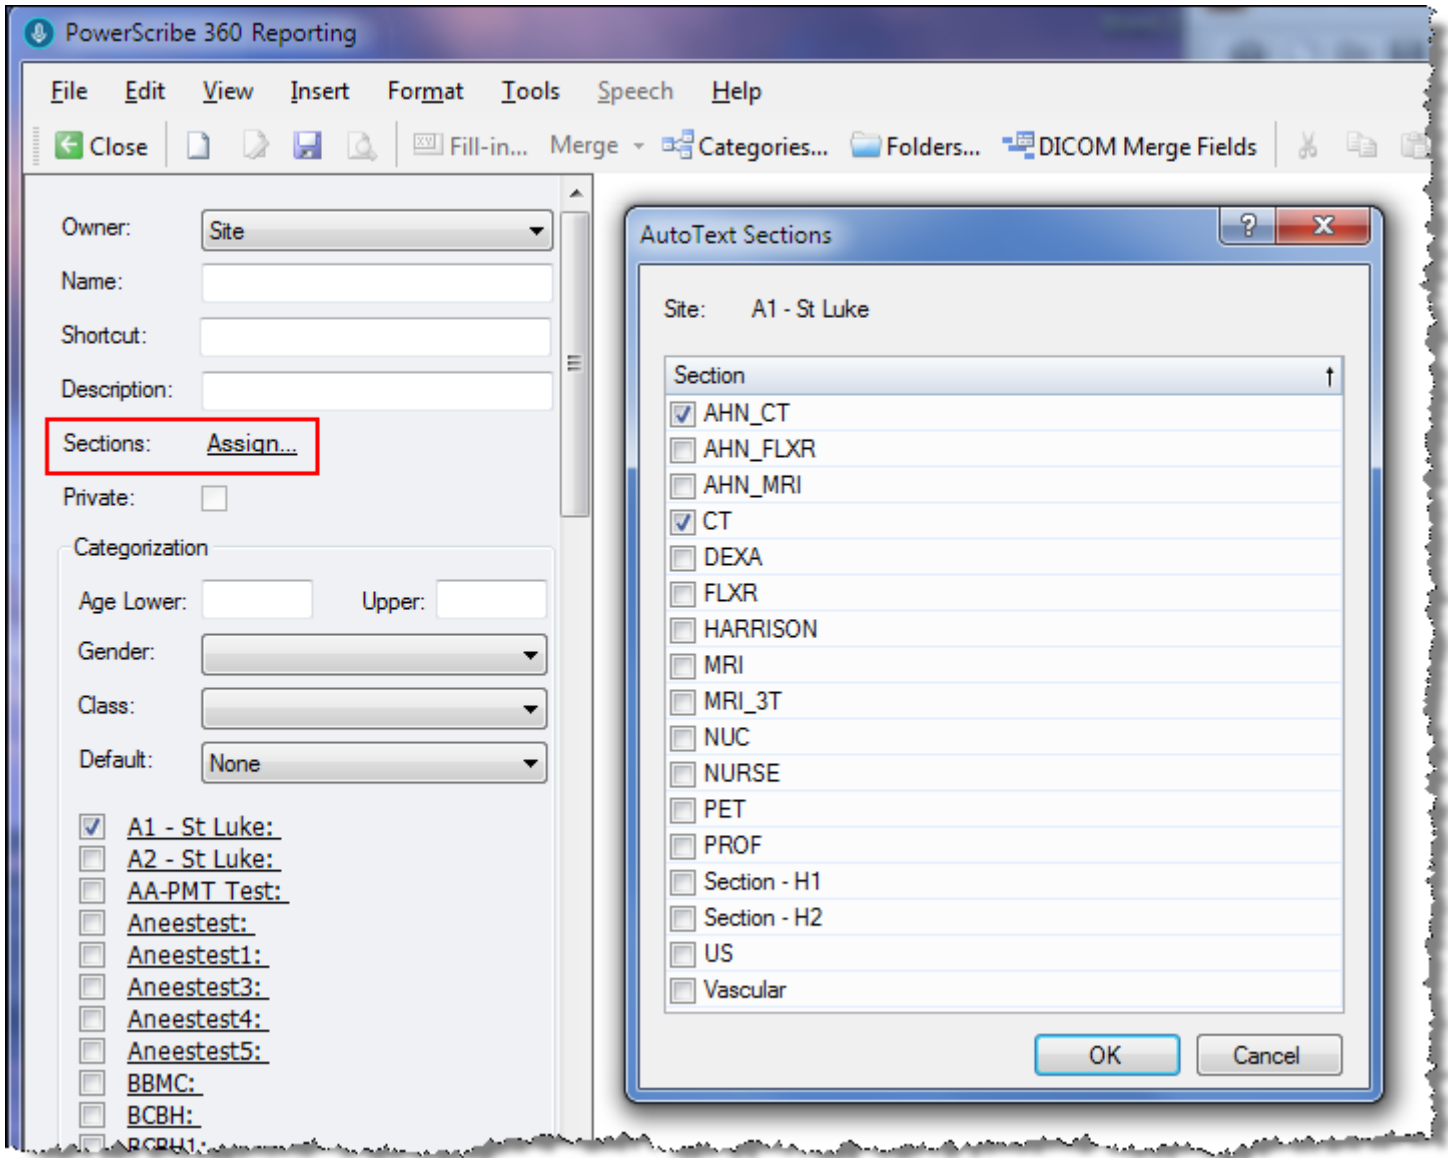 PowerScribe 360 Reporting
File Edit View Insert Format Tools Speech Help
Close Fill-in... Merge Categories... Folders... DICOM Merge Fields
Owner: Site
Name:
Shortcut:
Description:
Sections: Assign...
Private:
Categorization
Age Lower: Upper:
Gender:
Class:
Default: None
A1 - St Luke:
A2 - St Luke:
AA-PMT Test:
Aneestest:
Aneestest1:
Aneestest3:
Aneestest4:
Aneestest5:
BBMC:
BCBH:
BCBH1:
AutoText Sections
Site: A1 - St Luke
Section
AHN_CT
AHN_FLXR
AHN_MRI
CT
DEXA
FLXR
HARRISON
MRI
MRI_3T
NUC
NURSE
PET
PROF
Section - H1
Section - H2
US
Vascular
OK Cancel